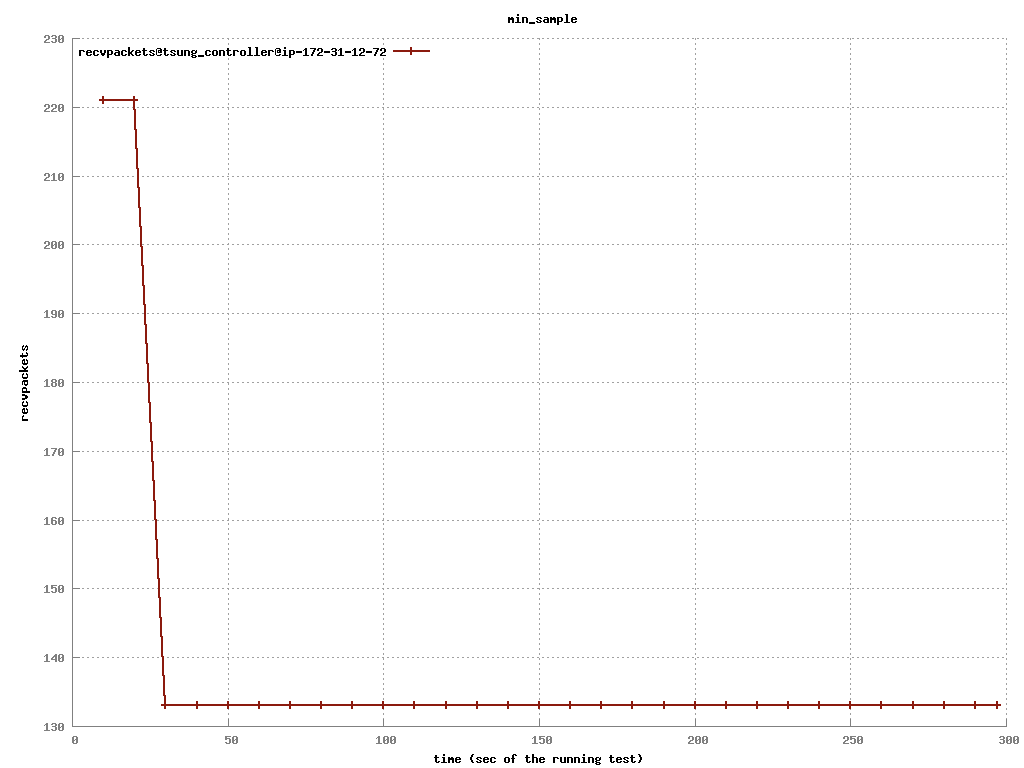 min_sample
230
recvpackets@tsung_controller@ip-172-31-12-72
220
210
200
190
180
170
160
150
140
130
recvpackets
0 50 100 150 200 250 300
time (sec of the running test)